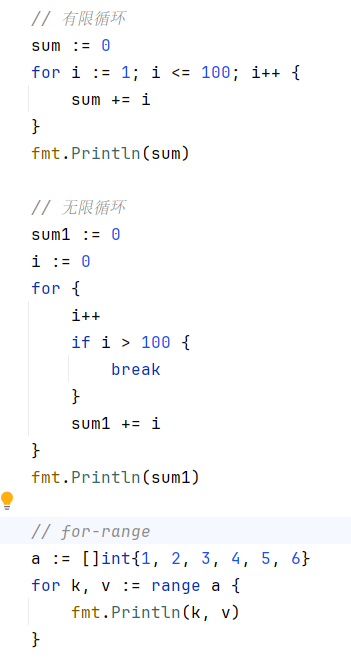 // 有限循环
sum := 0
for i := 1; i <= 100; i++ {
    sum += i
}
fmt.Println(sum)

// 无限循环
sum1 := 0
i := 0
for {
    i++
    if i > 100 {
        break
    }
    sum1 += i
}
fmt.Println(sum1)

// for-range
a := []int{1, 2, 3, 4, 5, 6}
for k, v := range a {
    fmt.Println(k, v)
}